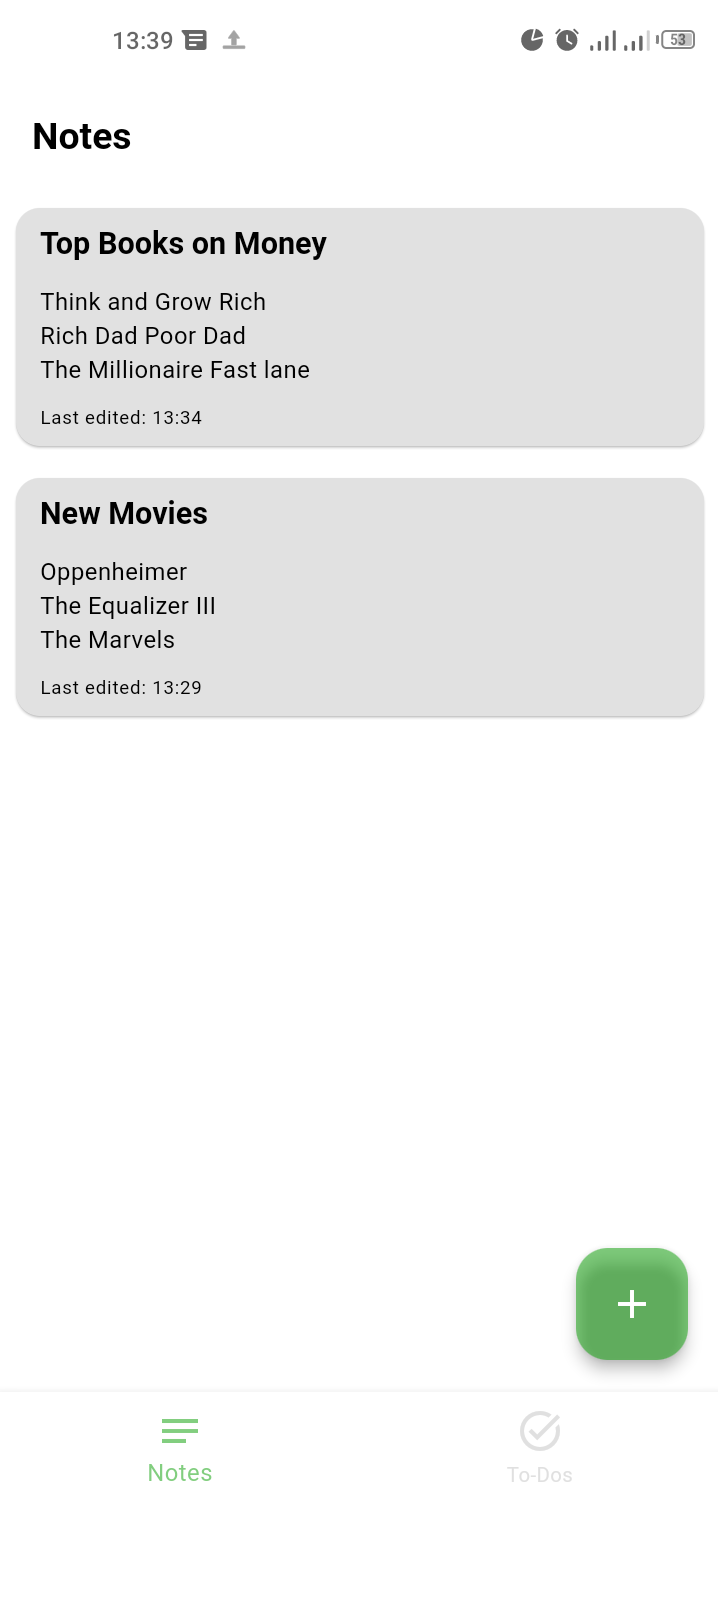 13:39
53
Notes
Top Books on Money
Think and Grow Rich
Rich Dad Poor Dad
The Millionaire Fast lane
Last edited: 13:34
New Movies
Oppenheimer
The Equalizer III
The Marvels
Last edited: 13:29
Notes
To-Dos